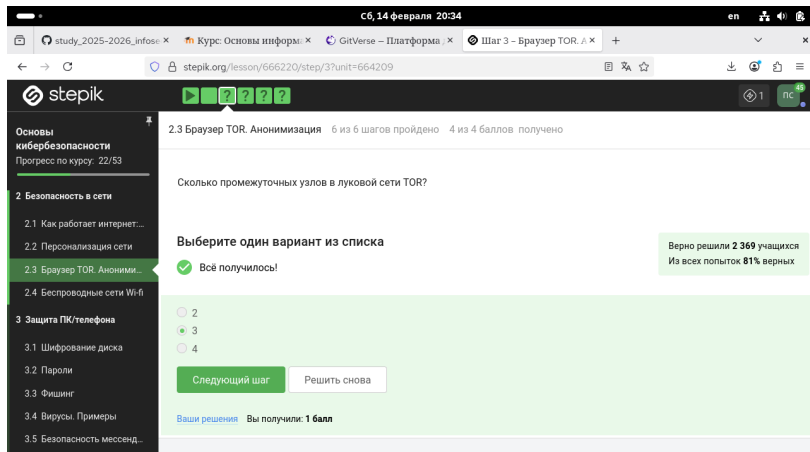 Сб, 14 февраля 20:34
en
study_2025-2026_infose
Курс: Основы информа
GitVerse – Платформа д
Шаг 3 – Браузер TOR. А
stepik.org/lesson/666220/step/3?unit=664209
stepik
1
ПС
45
Основы кибербезопасности
Прогресс по курсу: 22/53
2.3 Браузер TOR. Анонимизация 6 из 6 шагов пройдено 4 из 4 баллов получено
2 Безопасность в сети
2.1 Как работает интернет:...
2.2 Персонализация сети
2.3 Браузер TOR. Аноними...
2.4 Беспроводные сети Wi-fi
3 Защита ПК/телефона
3.1 Шифрование диска
3.2 Пароли
3.3 Фишинг
3.4 Вирусы. Примеры
3.5 Безопасность мессенд...
Сколько промежуточных узлов в луковой сети TOR?
Выберите один вариант из списка
Всё получилось!
Верно решили 2 369 учащихся
Из всех попыток 81% верных
2
3
4
Следующий шаг
Решить снова
Ваши решения Вы получили: 1 балл